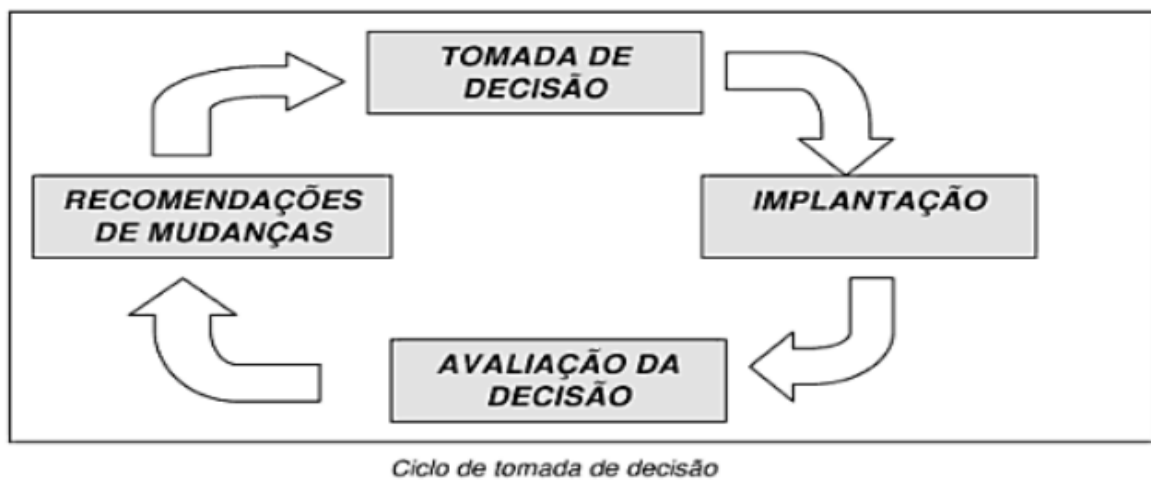 TOMADA DE
DECISÃO
RECOMENDAÇÕES
DE MUDANÇAS
IMPLANTAÇÃO
AVALIAÇÃO DA
DECISÃO
Ciclo de tomada de decisão